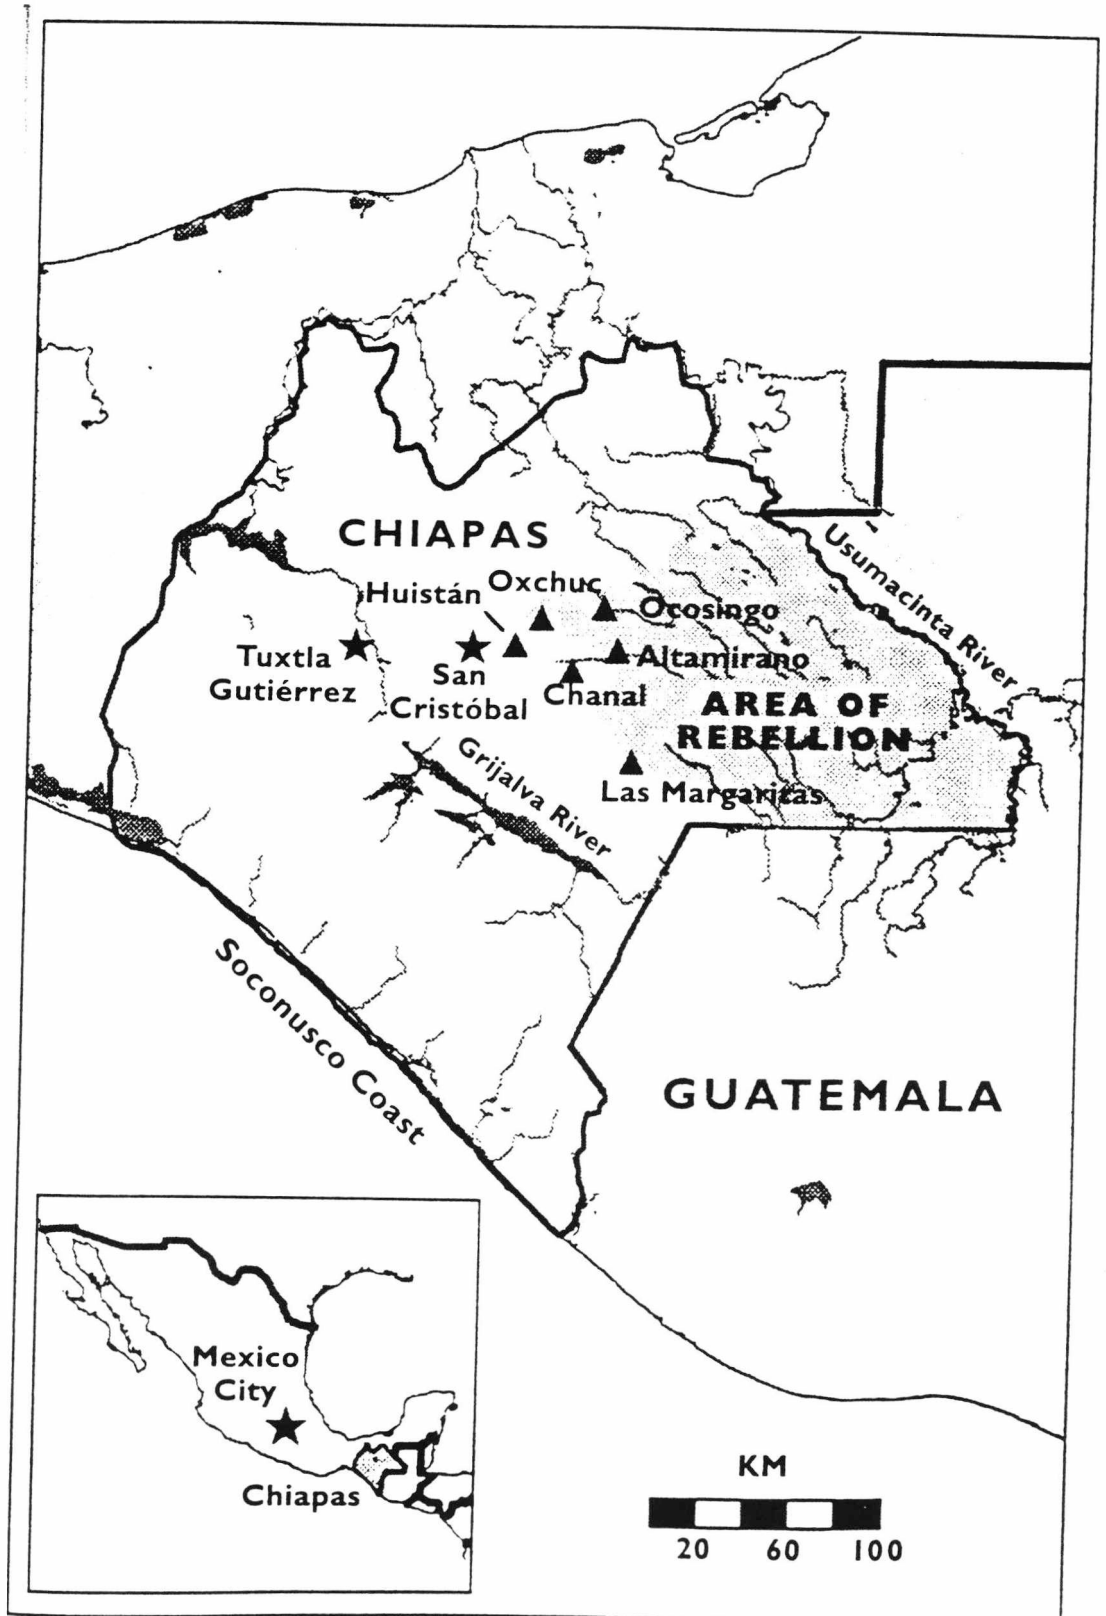 CHIAPAS
Usumacinta River
Oxchuc
Huistán
Ocosingo
Tuxtla
Gutiérrez
San
Cristóbal
Altamirano
Chanal
AREA OF
REBELLION
Grijalva River
Las Margaritas
Soconusco Coast
GUATEMALA
Mexico
City
Chiapas
KM
20 60 100